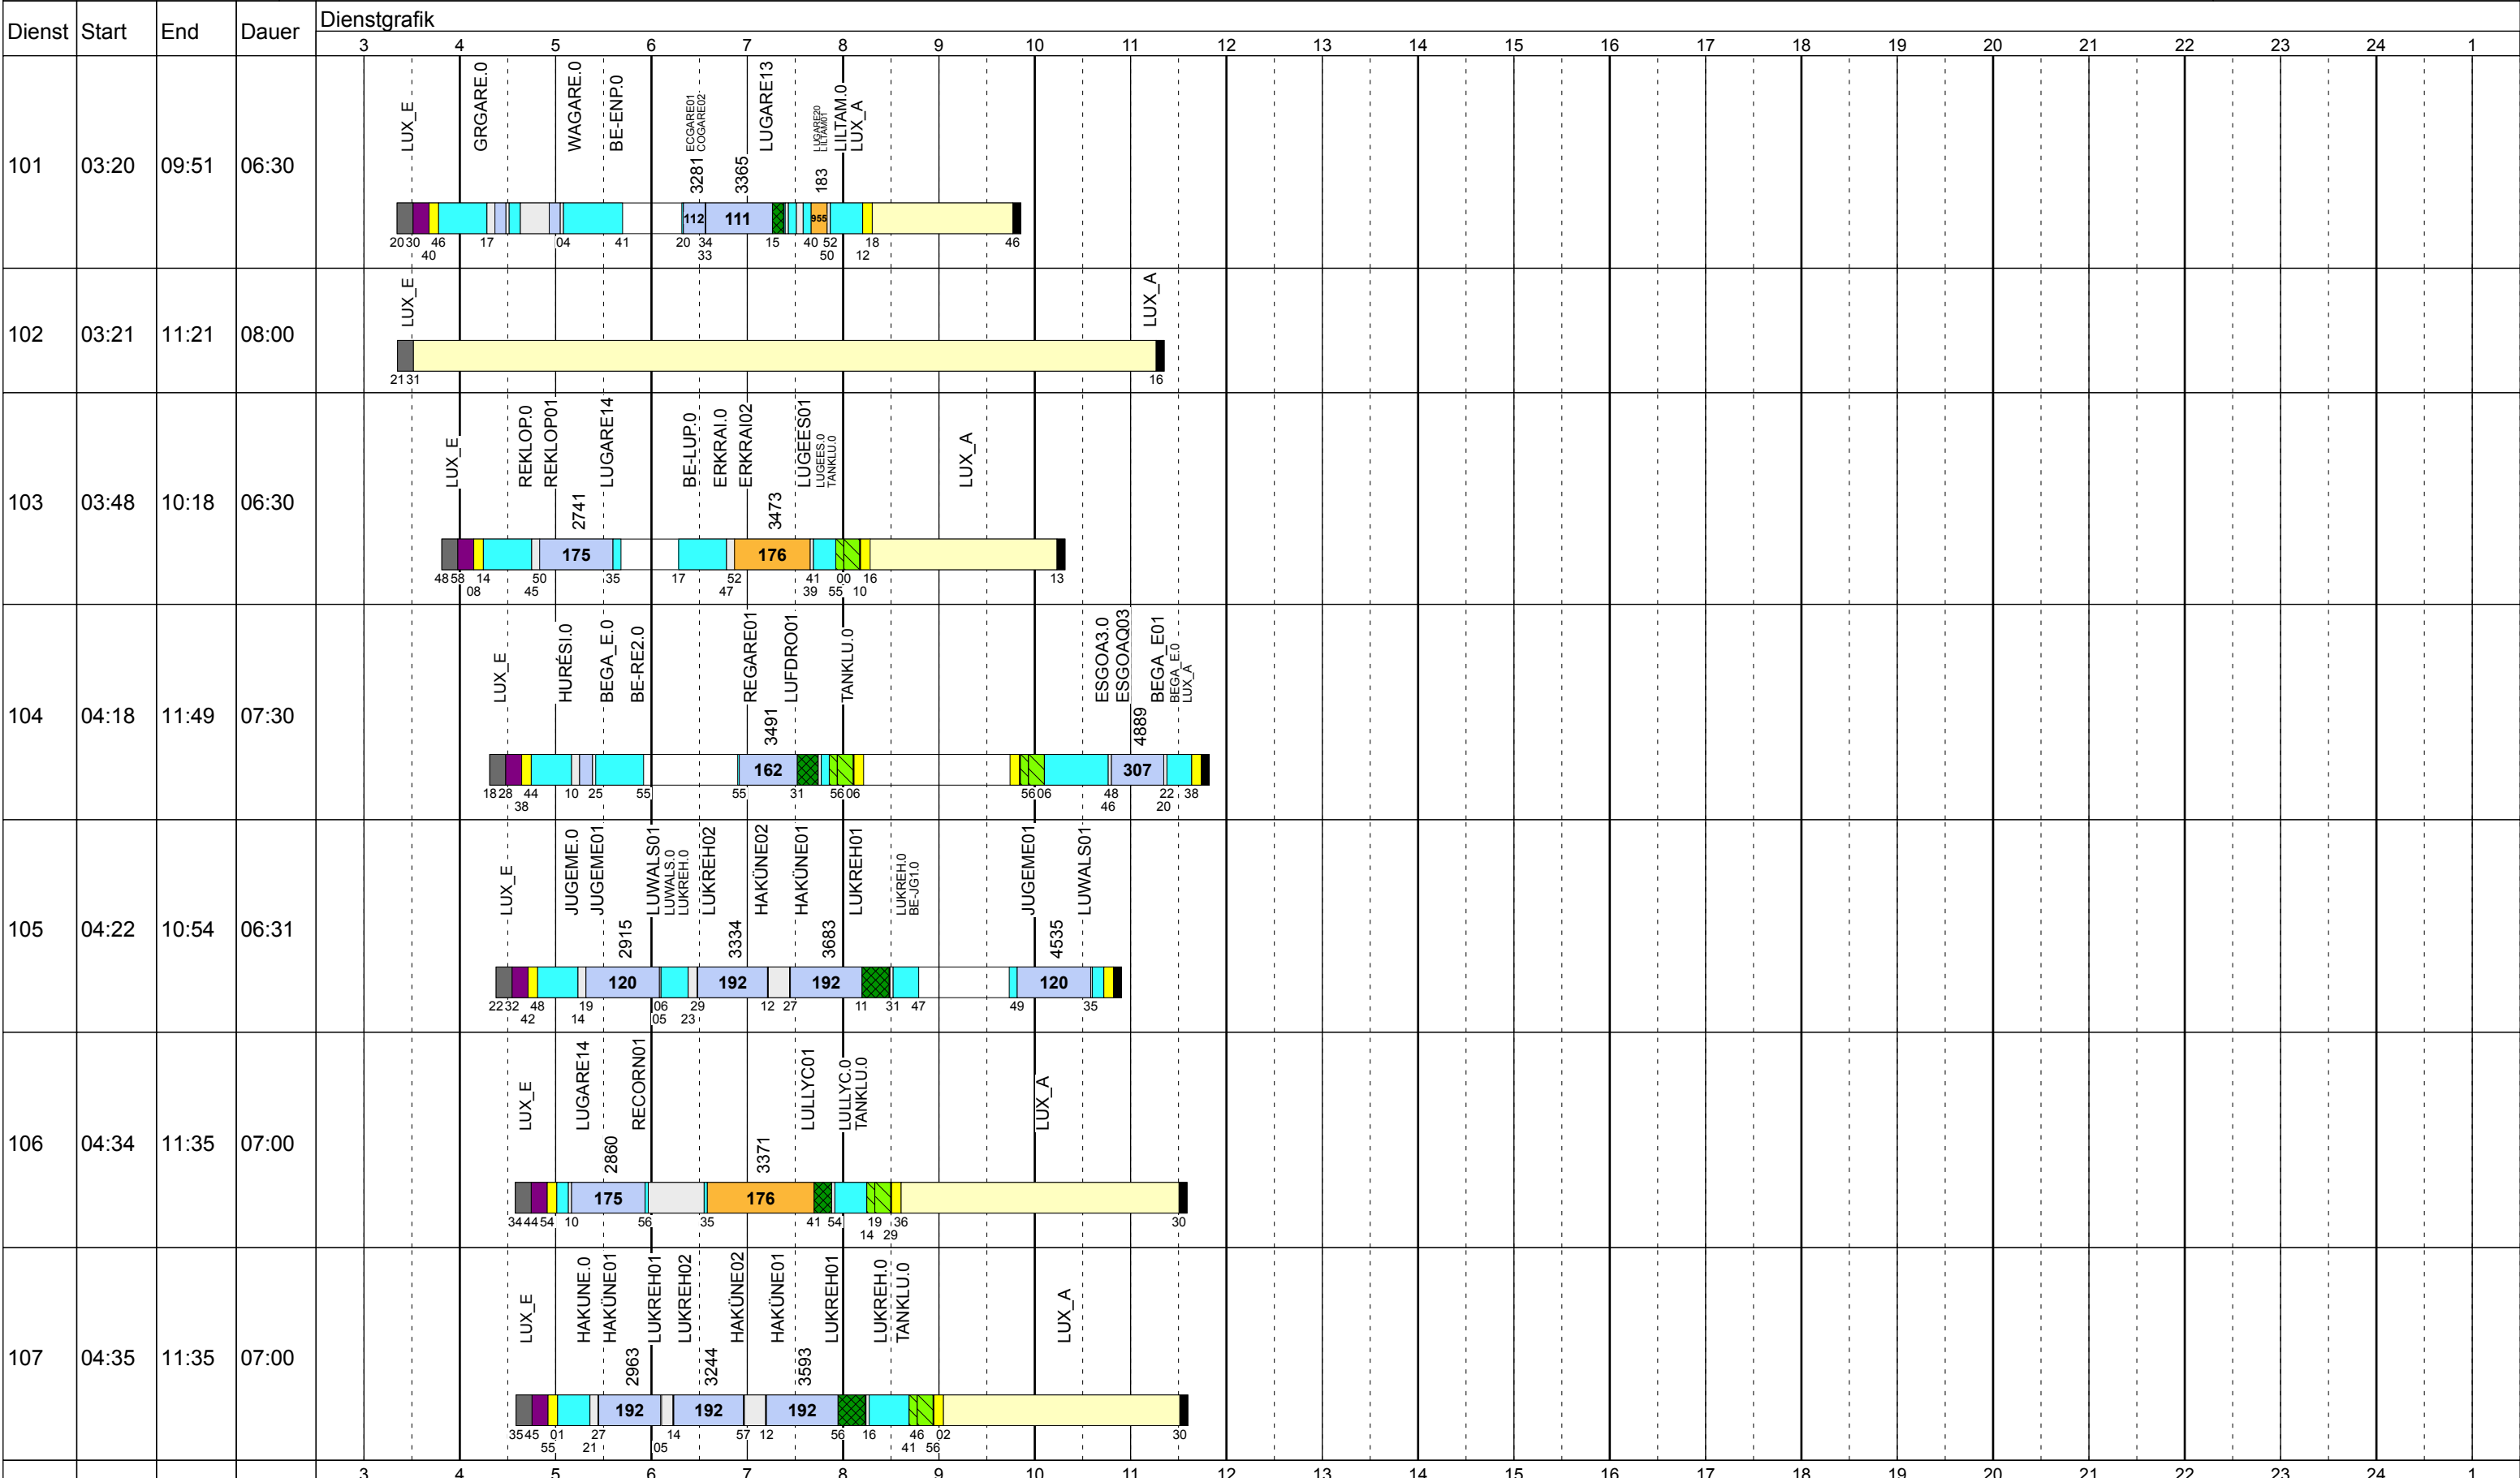 Dienst Start End Dauer Dienstgrafik
3 4 5 6 7 8 9 10 11 12 13 14 15 16 17 18 19 20 21 22 23 24 1
LUX_E GRGARE.0 WAGARE.0 BE-ENP.0 ECGARE01 COGARE02 LUGARE13 LUGARE20 LILTAM01 LILTAM.0 LUX_A
3281 3365 183
101 03:20 09:51 06:30
112 111 955
20 30 46 17 04 41 20 34 15 40 52 18 46
40 33 50 12
LUX_E LUX_A
102 03:21 11:21 08:00
21 31 16
LUX_E REKLOP.0 REKLOP01 LUGARE14 BE-LUP.0 ERKRAI.0 ERKRAI02 LUGEES01 LUGEES.0 TANKLU.0 LUX_A
2741 3473
103 03:48 10:18 06:30
175 176
48 58 14 50 35 17 52 41 00 16 13
08 45 47 39 55 10
LUX_E HURÉSI.0 BEGA_E.0 BE-RE2.0 REGARE01 LUFDRO01 TANKLU.0 ESGOA3.0 ESGOAQ03 BEGA_E01 BEGA_E.0 LUX_A
3491 4889
104 04:18 11:49 07:30
162 307
18 28 44 10 25 55 55 31 56 06 56 06 48 22 38
38 46 20
LUX_E JUGEME.0 JUGEME01 LUWALS01 LUWALS.0 LUKREH.0 LUKREH02 HAKÜNE02 HAKÜNE01 LUKREH01 LUKREH.0 BE-JG1.0 JUGEME01 LUWALS01
2915 3334 3683 4535
105 04:22 10:54 06:31
120 192 192 120
22 32 48 19 06 29 12 27 11 31 47 49 35
42 14 05 23
LUX_E LUGARE14 RECORN01 LULLYC01 LULLYC.0 TANKLU.0 LUX_A
2860 3371
106 04:34 11:35 07:00
175 176
34 44 54 10 56 35 41 54 19 36 30
14 29
LUX_E HAKÜNE.0 HAKÜNE01 LUKREH01 LUKREH02 HAKÜNE02 HAKÜNE01 LUKREH01 LUKREH.0 TANKLU.0 LUX_A
2963 3244 3593
107 04:35 11:35 07:00
192 192 192
35 45 01 27 14 57 12 56 16 46 02 30
55 21 05 41 56
3 4 5 6 7 8 9 10 11 12 13 14 15 16 17 18 19 20 21 22 23 24 1